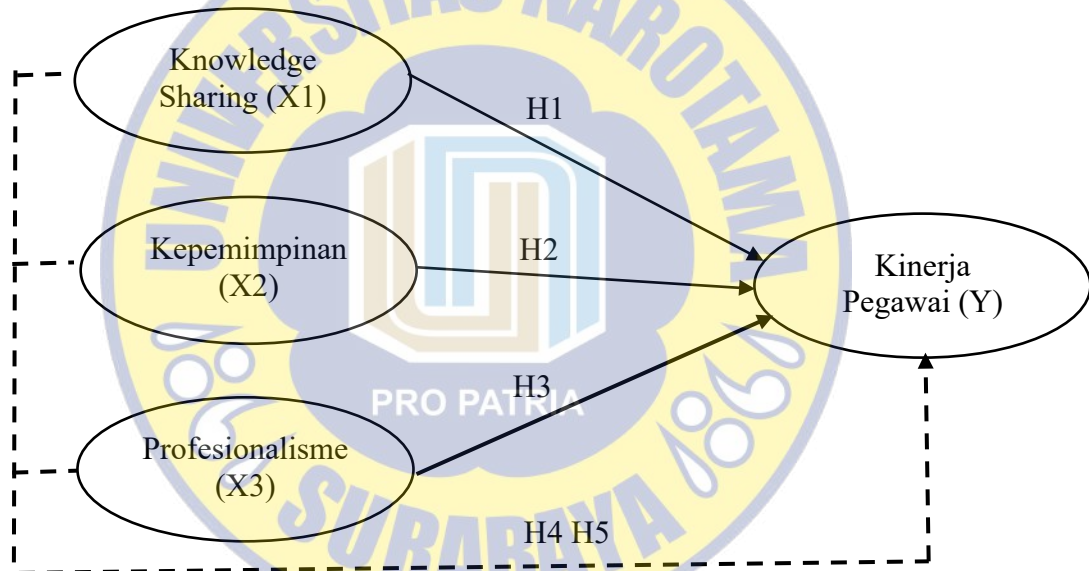 UNIVERSITAS NAROTAMA
Knowledge
Sharing (X1)
H1
Kepemimpinan
(X2)
H2
Kinerja
Pegawai (Y)
H3
PRO PATRIA
Profesionalisme
(X3)
H4 H5
SURABAYA